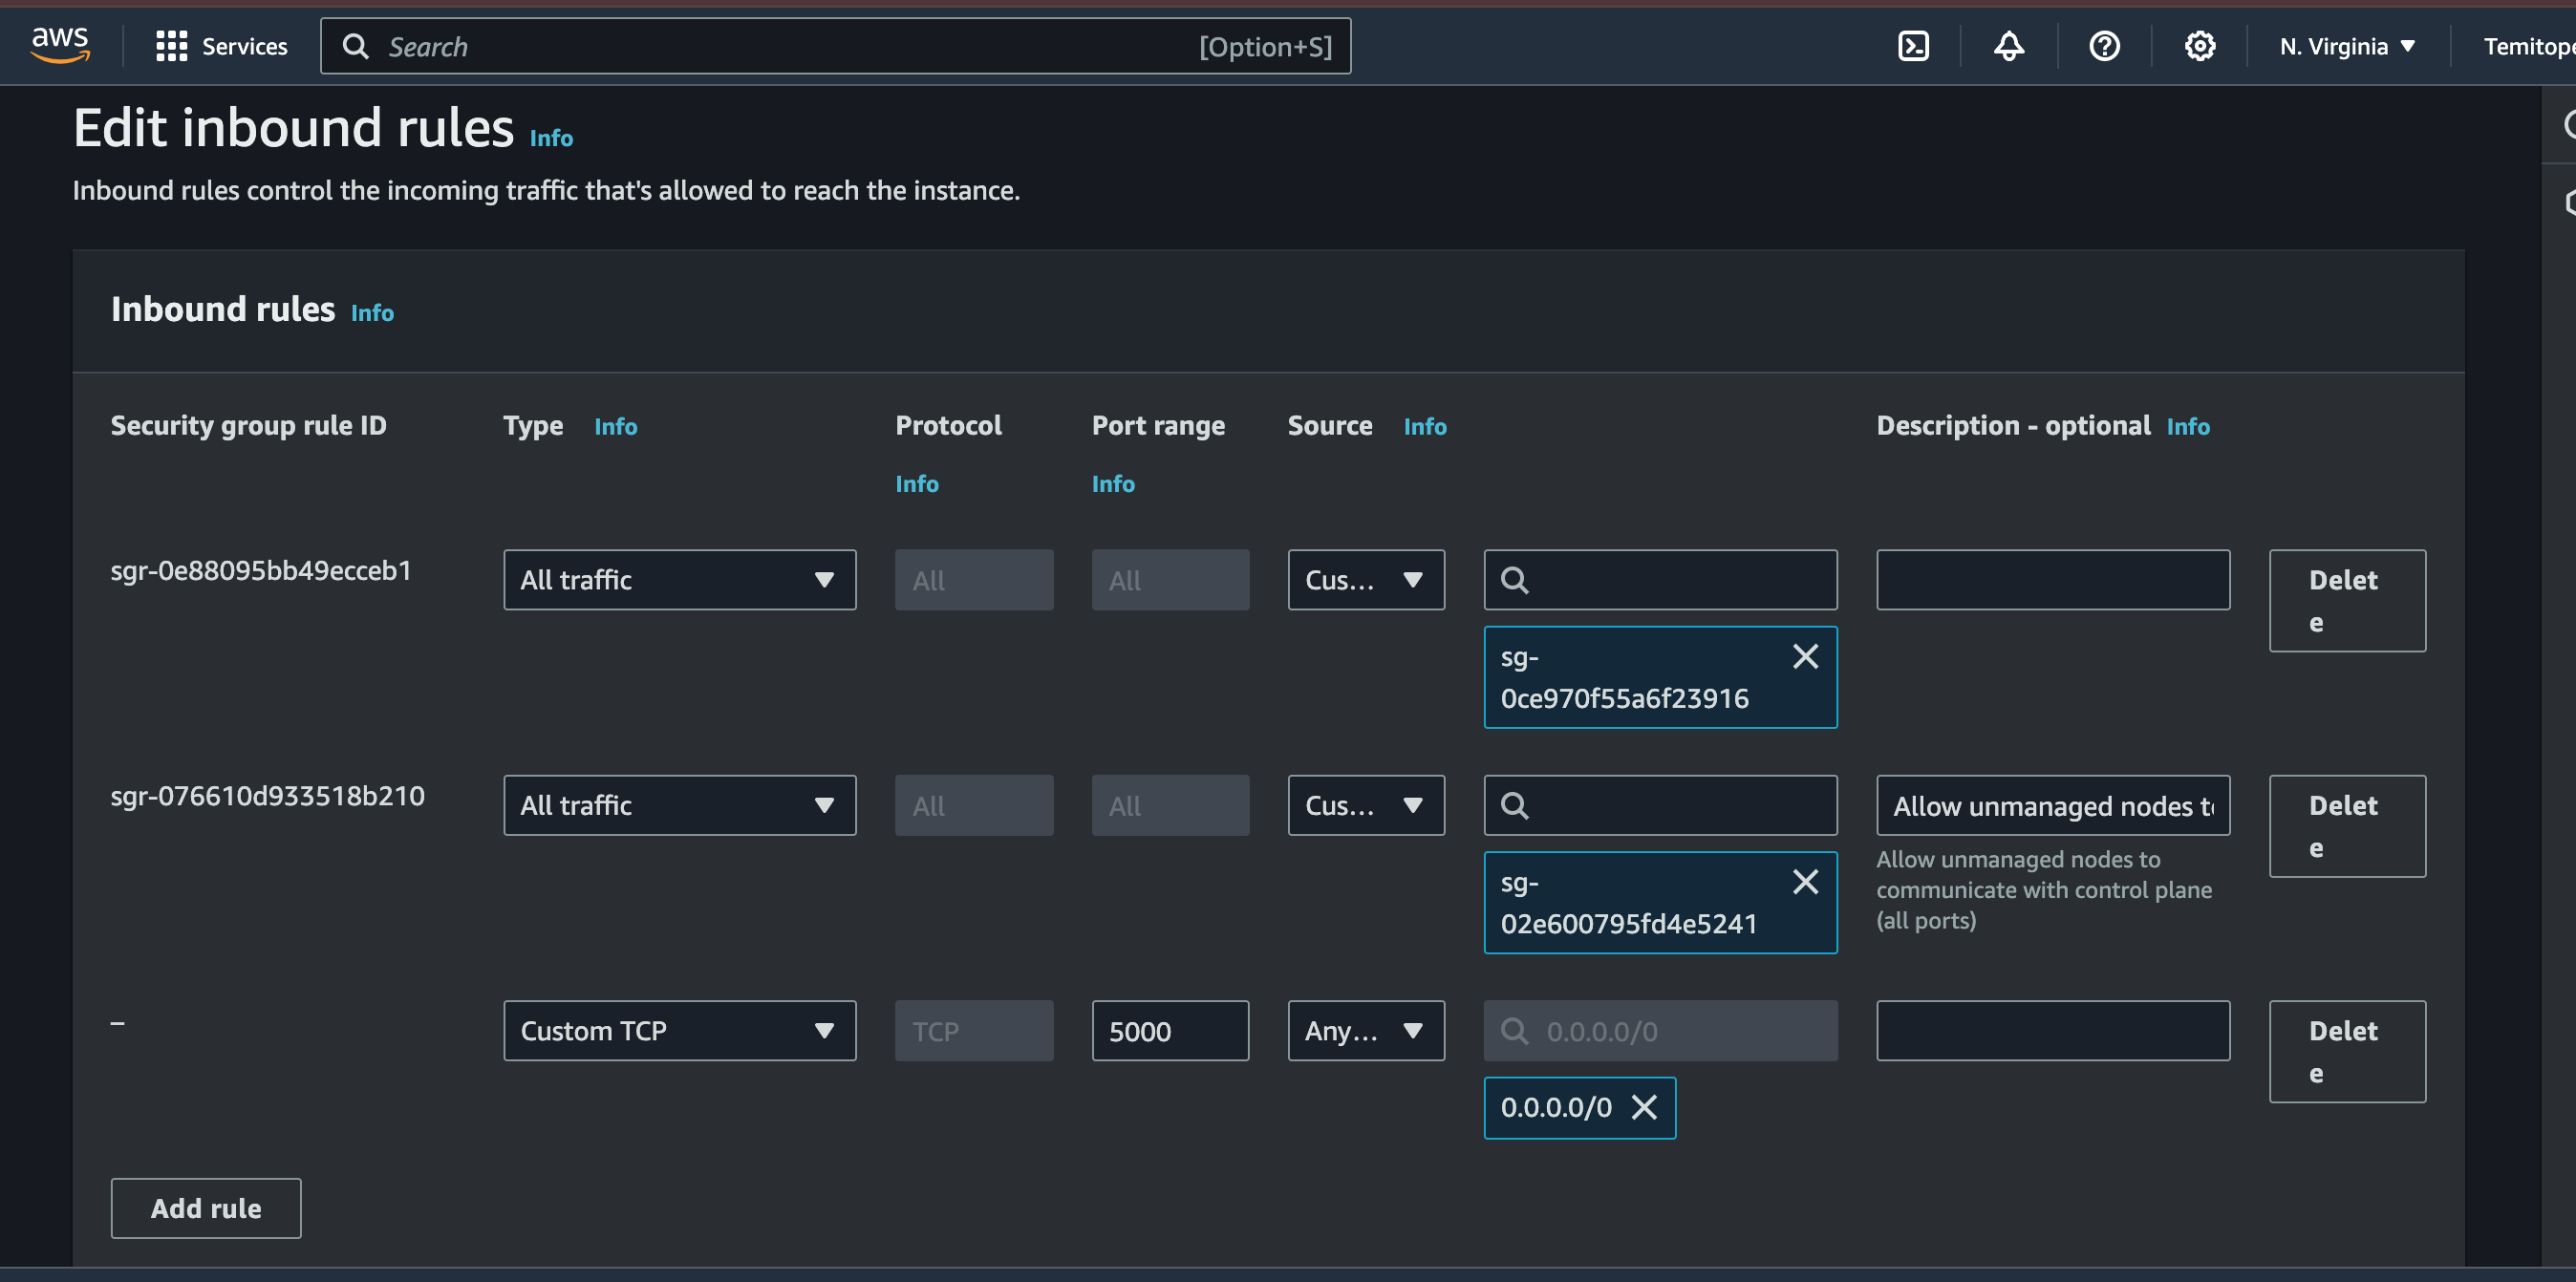 aws
Services
Search
[Option+S]
N. Virginia
Temitope
Edit inbound rules Info
Inbound rules control the incoming traffic that's allowed to reach the instance.
Inbound rules Info
Security group rule ID
Type Info
Protocol
Info
Port range
Info
Source Info
Description - optional Info
sgr-0e88095bb49ecceb1
All traffic
All
All
Cus...
sg-
0ce970f55a6f23916
Delet
e
sgr-076610d933518b210
All traffic
All
All
Cus...
sg-
02e600795fd4e5241
Allow unmanaged nodes t
Allow unmanaged nodes to
communicate with control plane
(all ports)
Delet
e
–
Custom TCP
TCP
5000
Any...
0.0.0.0/0
0.0.0.0/0
Delet
e
Add rule